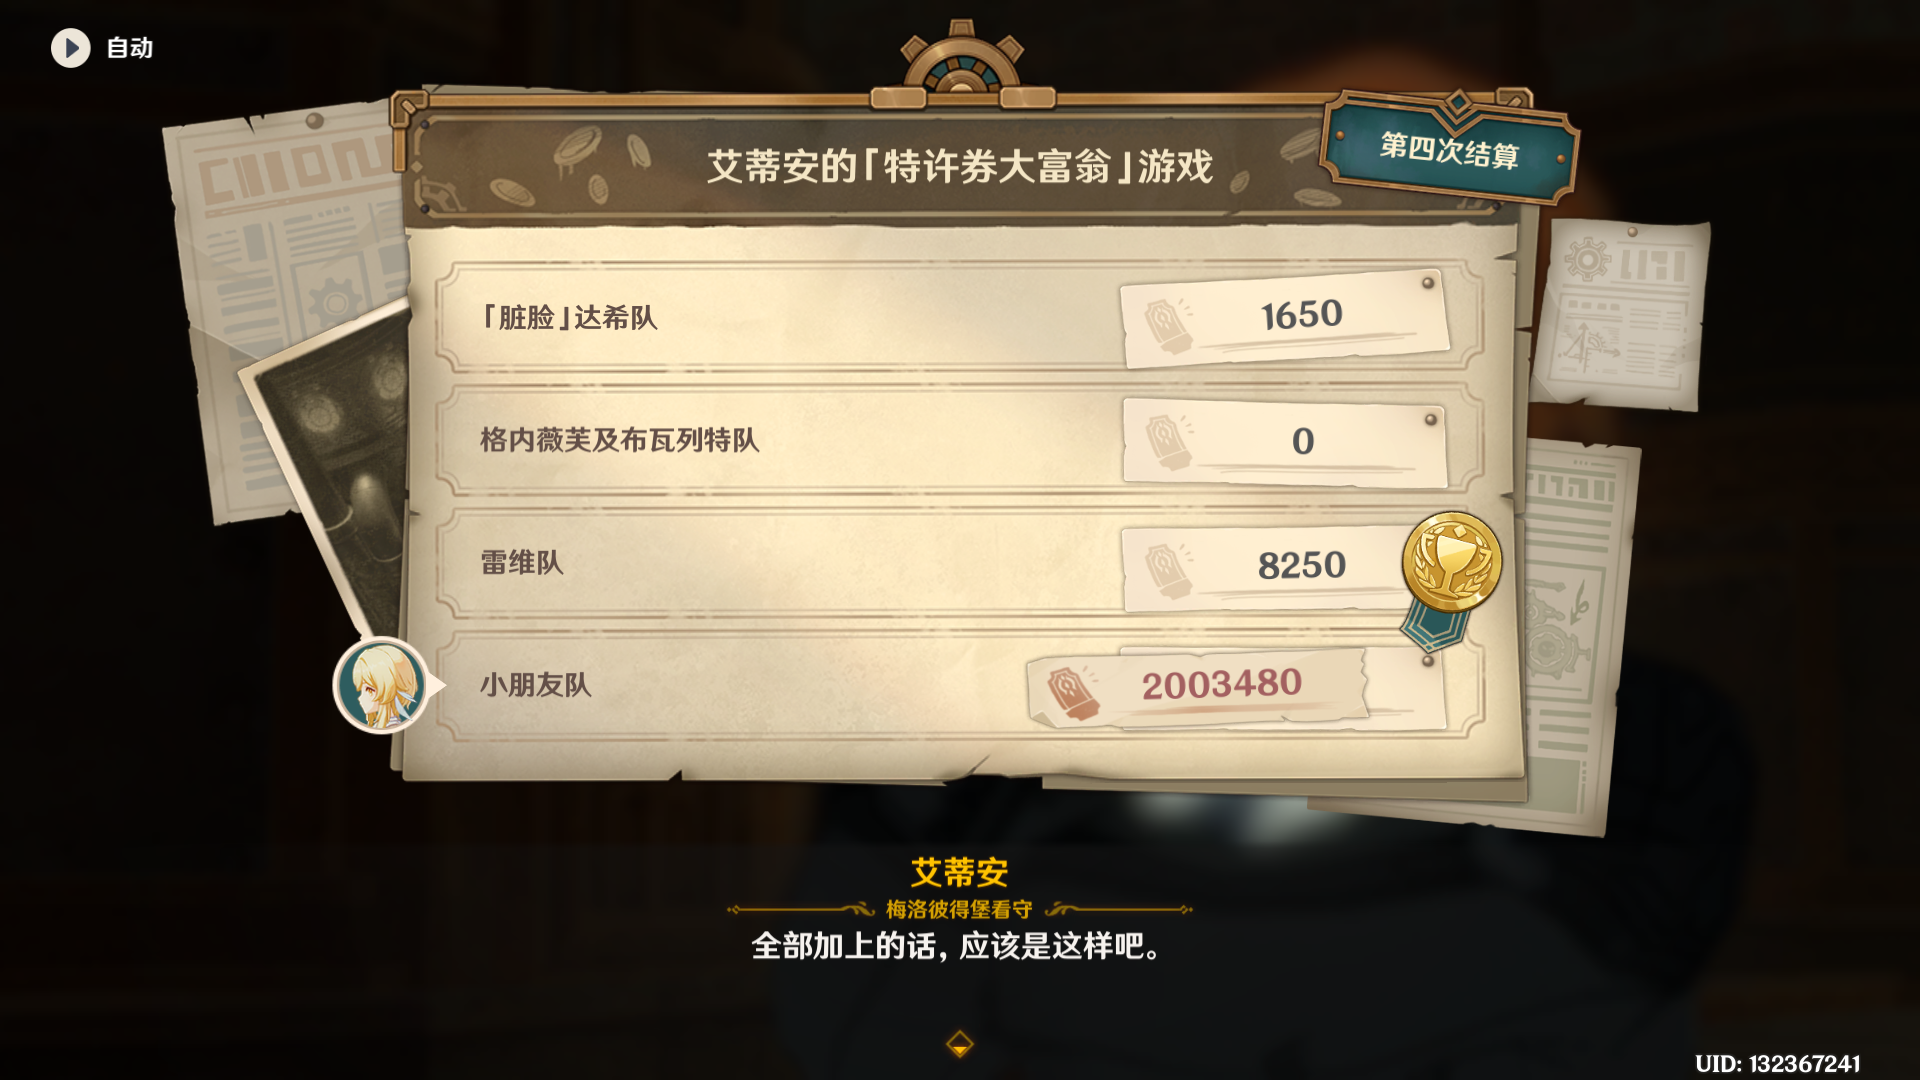 自动
艾蒂安的「特许券大富翁」游戏
第四次结算
「脏脸」达希队
1650
格内薇芙及布瓦列特队
0
雷维队
8250
小朋友队
2003480
艾蒂安
梅洛彼得堡看守
全部加上的话，应该是这样吧。
UID: 132367241